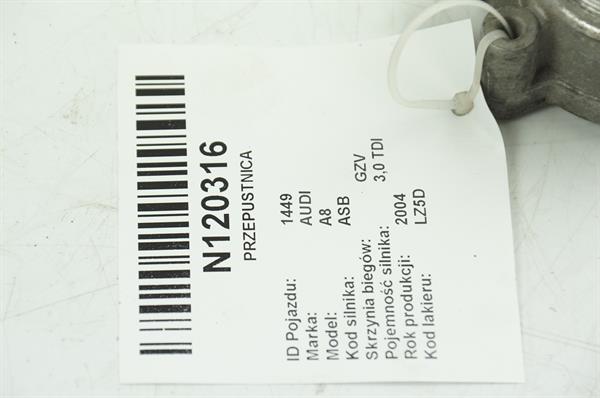 N120316
PRZEPUSTNICA
ID Pojazdu: 1449
Marka: AUDI
Model: A8
Kod silnika: ASB
Skrzynia biegów: GZV
Pojemność silnika: 3,0 TDI
Rok produkcji: 2004
Kod lakieru: LZ5D